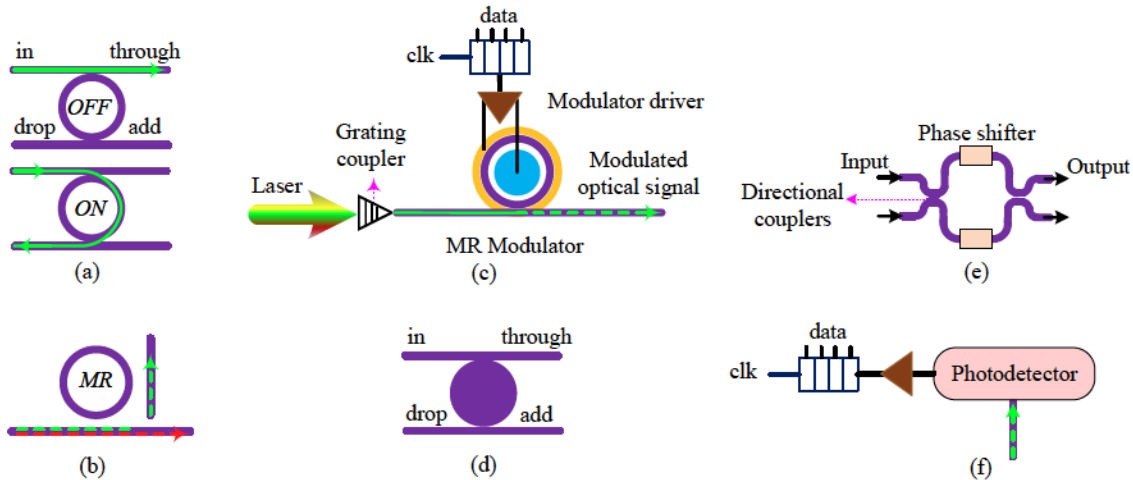 in through
OFF
drop add
ON
(a)
MR
(b)
data
clk
Modulator driver
Grating
coupler
Modulated
optical signal
Laser
MR Modulator
(c)
in through
drop add
(d)
Phase shifter
Input
Output
Directional
couplers
(e)
data
clk
Photodetector
(f)